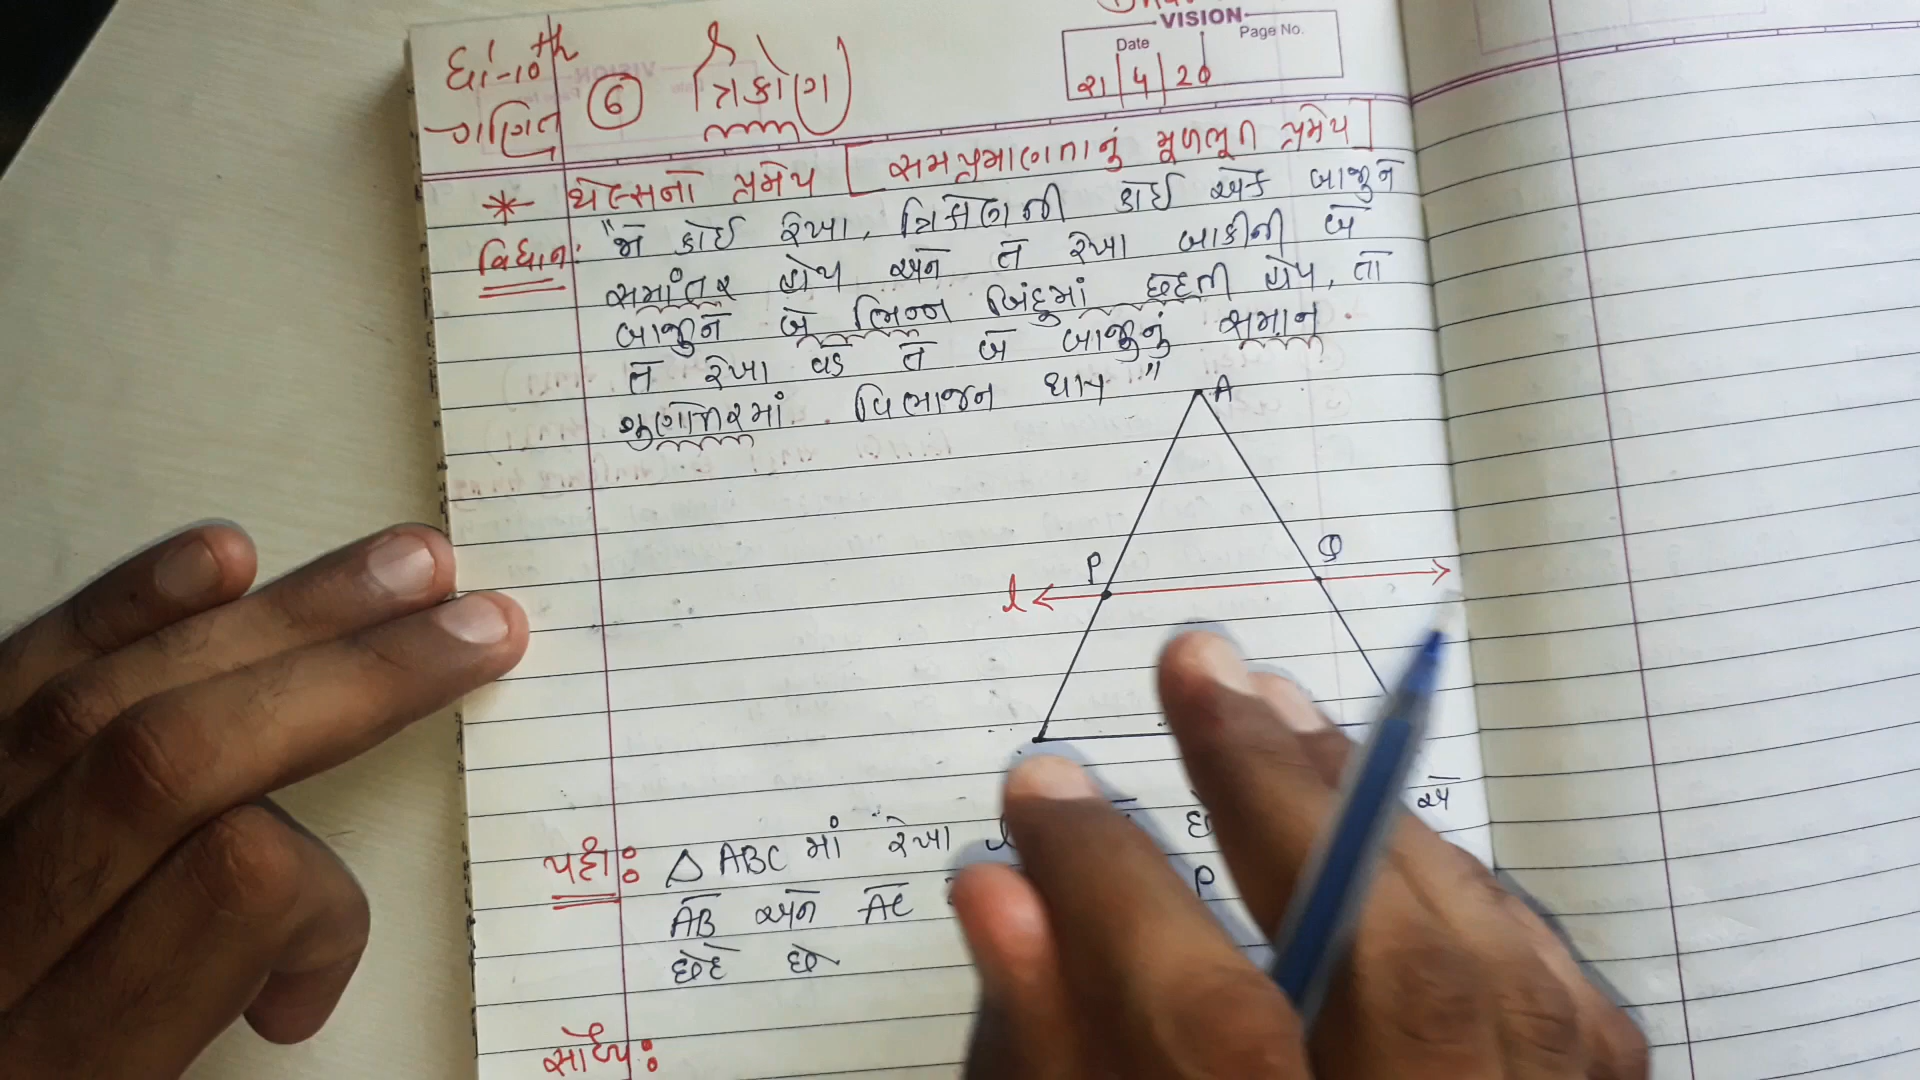 VISION
Date
Page No.
21/4/20
ધો-10th
ગણિત
6
ત્રિકોણ
* થેલ્સનો પ્રમેય [સમપ્રમાણતાનું મૂળભૂત પ્રમેય]
વિધાન: "જો કોઈ રેખા, ત્રિકોણની કોઈ એક બાજુને
સમાંતર હોય અને તે રેખા બાકીની બે
બાજુને બે ભિન્ન બિંદુમાં છેદતી હોય, તો
તે રેખા વડે તે બે બાજુનું સમાન
ગુણોત્તરમાં વિભાજન થાય"
A
P
Q
l
પક્ષ: △ ABC માં રેખા l છે
અને
AB અને AC P
છેદે છે
સાધ્ય: